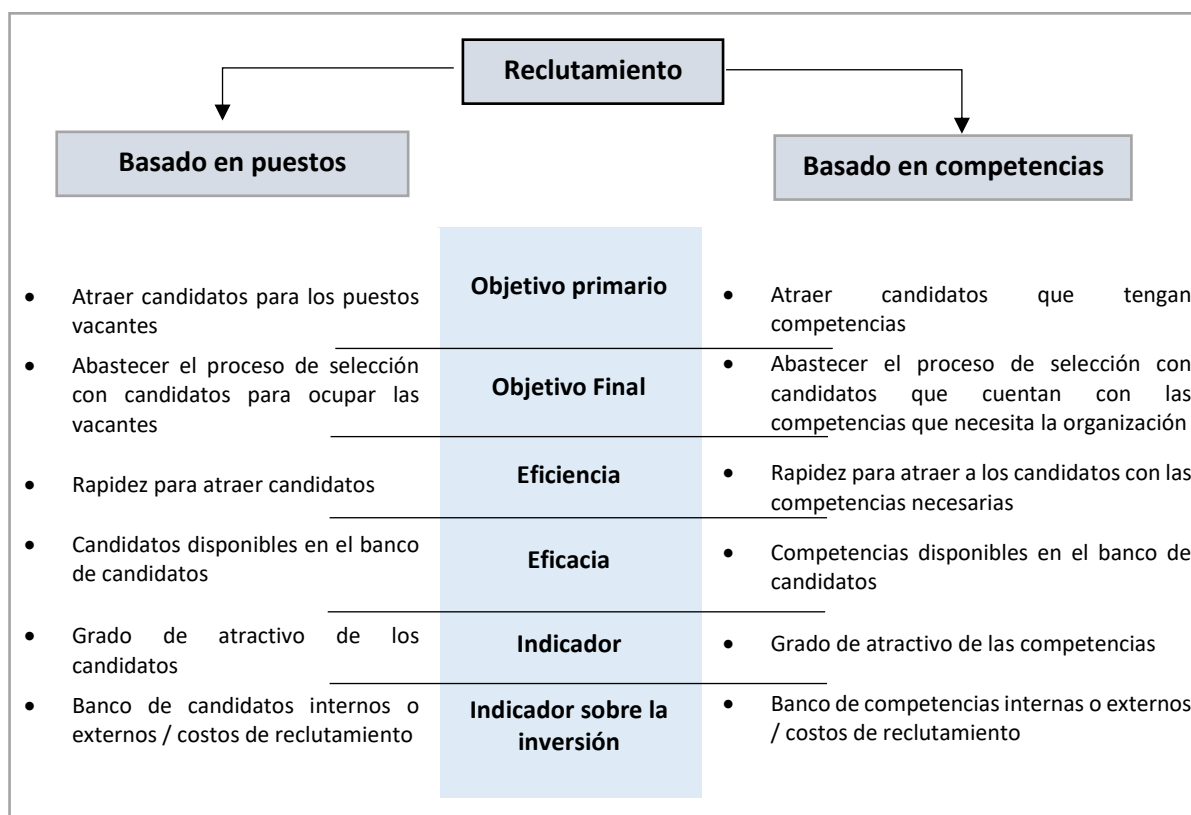 Reclutamiento
Basado en puestos
Basado en competencias
Objetivo primario
• Atraer candidatos para los puestos
vacantes
• Atraer candidatos que tengan
competencias
Objetivo Final
• Abastecer el proceso de selección
con candidatos para ocupar las
vacantes
• Abastecer el proceso de selección con
candidatos que cuentan con las
competencias que necesita la organización
Eficiencia
• Rapidez para atraer candidatos
• Rapidez para atraer a los candidatos con las
competencias necesarias
Eficacia
• Candidatos disponibles en el banco
de candidatos
• Competencias disponibles en el banco de
candidatos
Indicador
• Grado de atractivo de los
candidatos
• Grado de atractivo de las competencias
Indicador sobre la
inversión
• Banco de candidatos internos o
externos / costos de reclutamiento
• Banco de competencias internas o externos
/ costos de reclutamiento